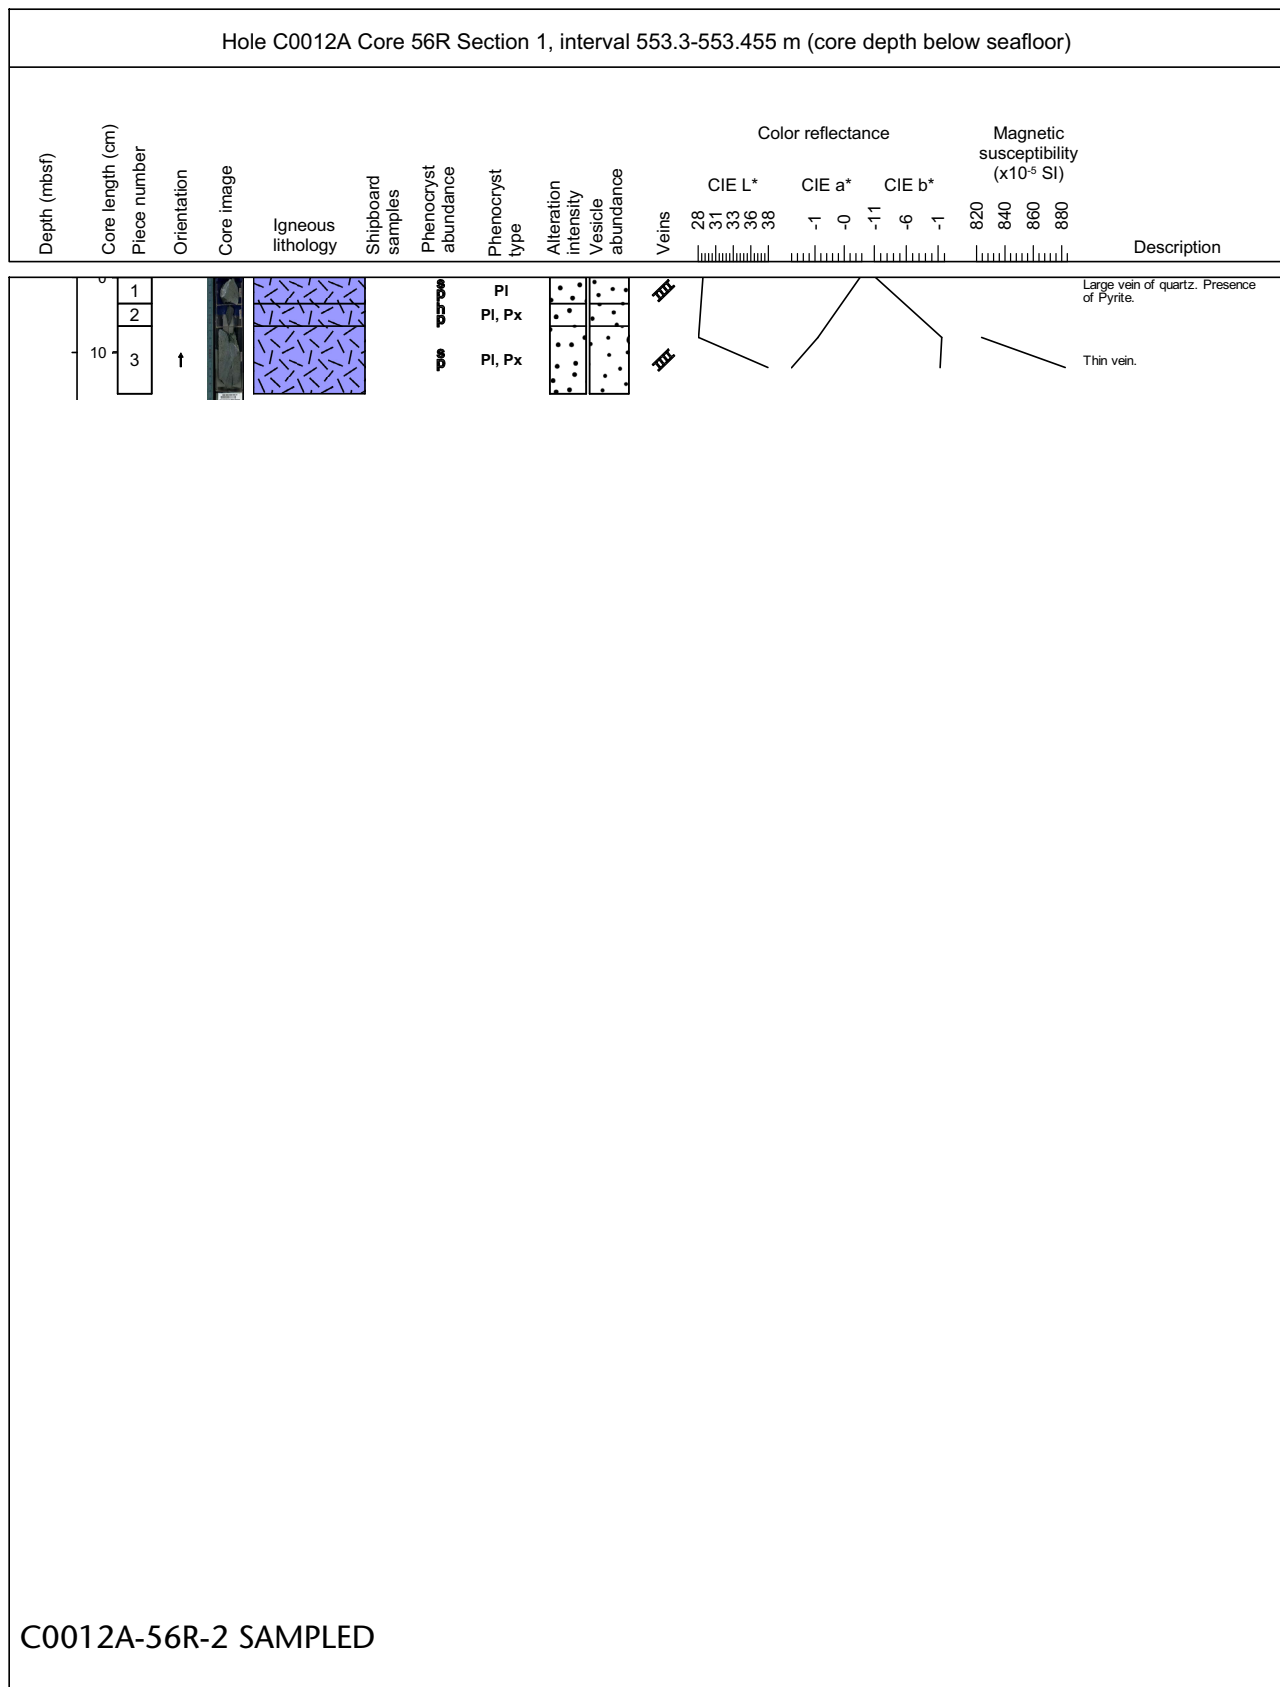 Hole C0012A Core 56R Section 1, interval 553.3-553.455 m (core depth below seafloor)
Depth (mbsf)
Core length (cm)
Piece number
Orientation
Core image
Igneous
lithology
Shipboard
samples
Phenocryst
abundance
Phenocryst
type
Alteration
intensity
Vesicle
abundance
Veins
Color reflectance
CIE L*
28 31 33 36 38
CIE a*
-1 -0
CIE b*
-11 -6 -1
Magnetic
susceptibility
(x10-5 SI)
820 840 860 880
Description
0
1
Pl
Large vein of quartz. Presence
of Pyrite.
2
Pl, Px
10
3
Pl, Px
Thin vein.
C0012A-56R-2 SAMPLED